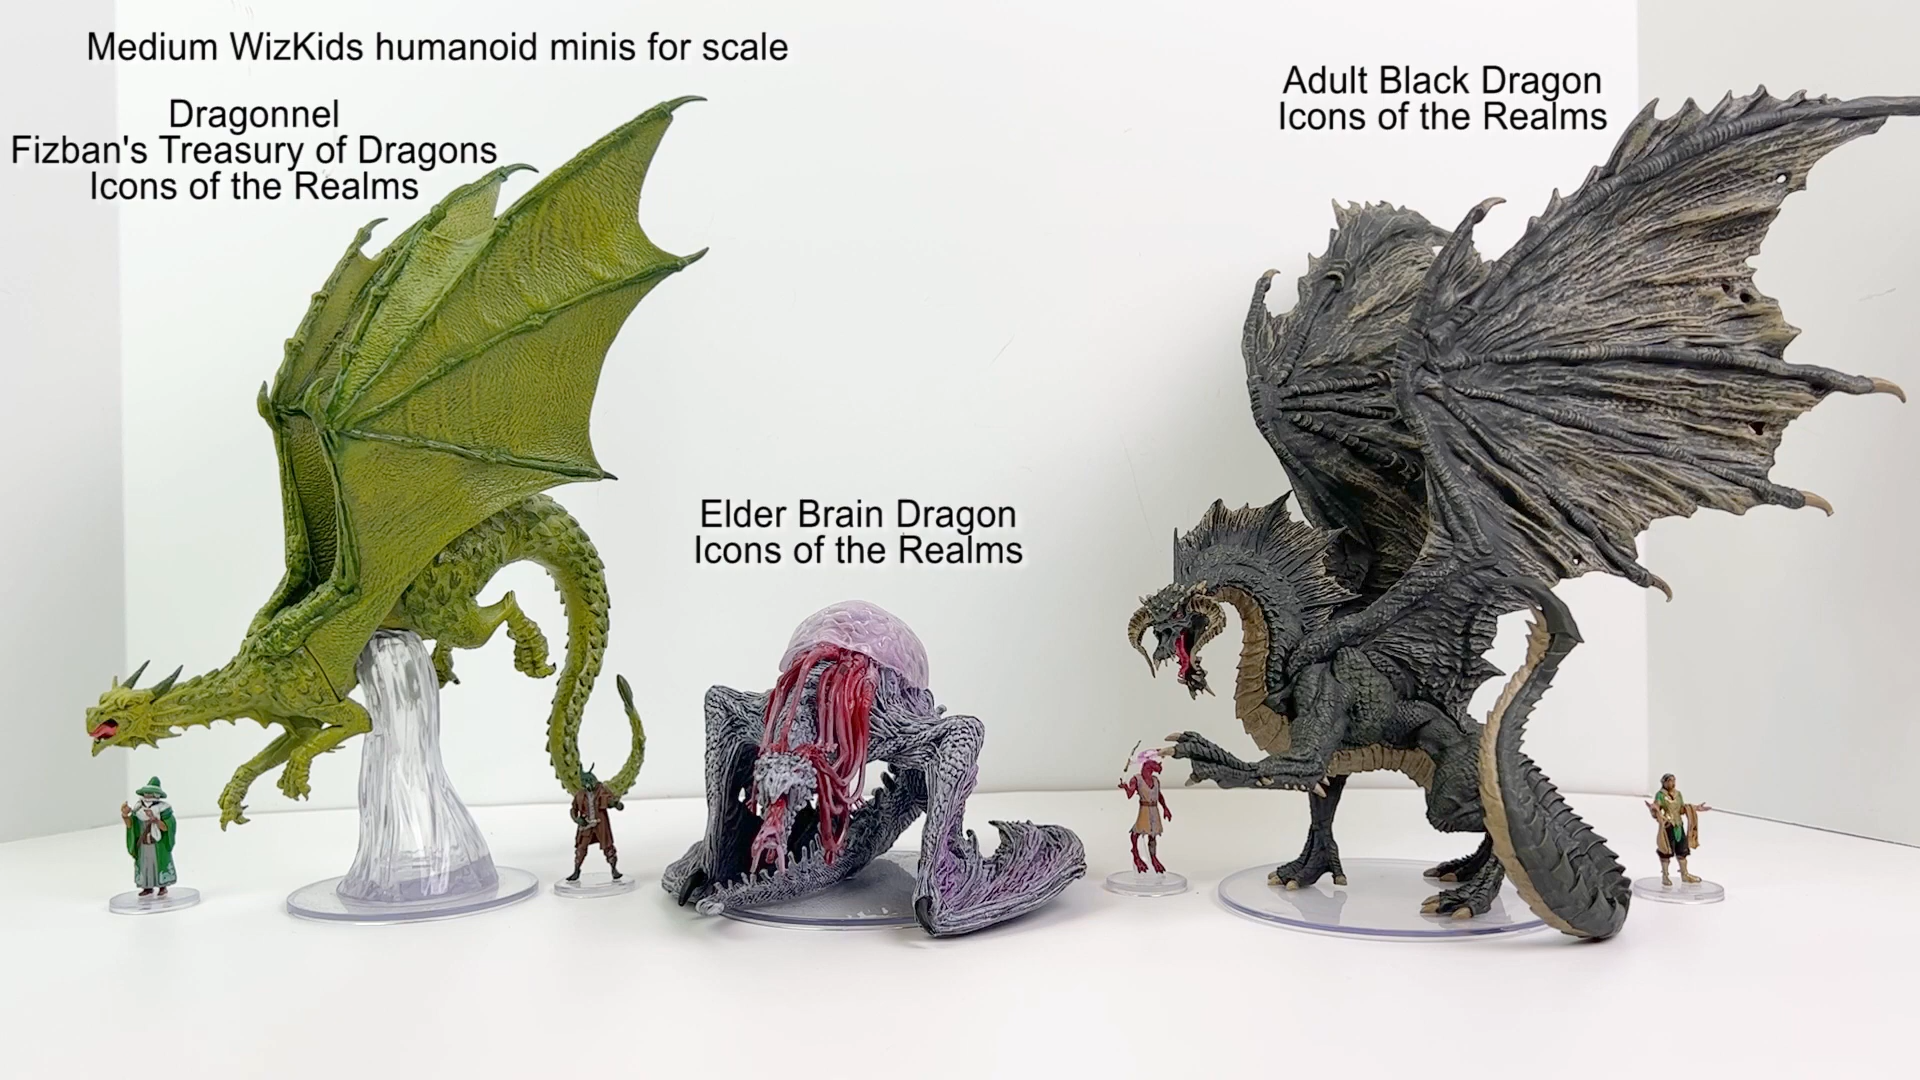 Medium WizKids humanoid minis for scale
Dragonnel
Fizban's Treasury of Dragons
Icons of the Realms
Elder Brain Dragon
Icons of the Realms
Adult Black Dragon
Icons of the Realms